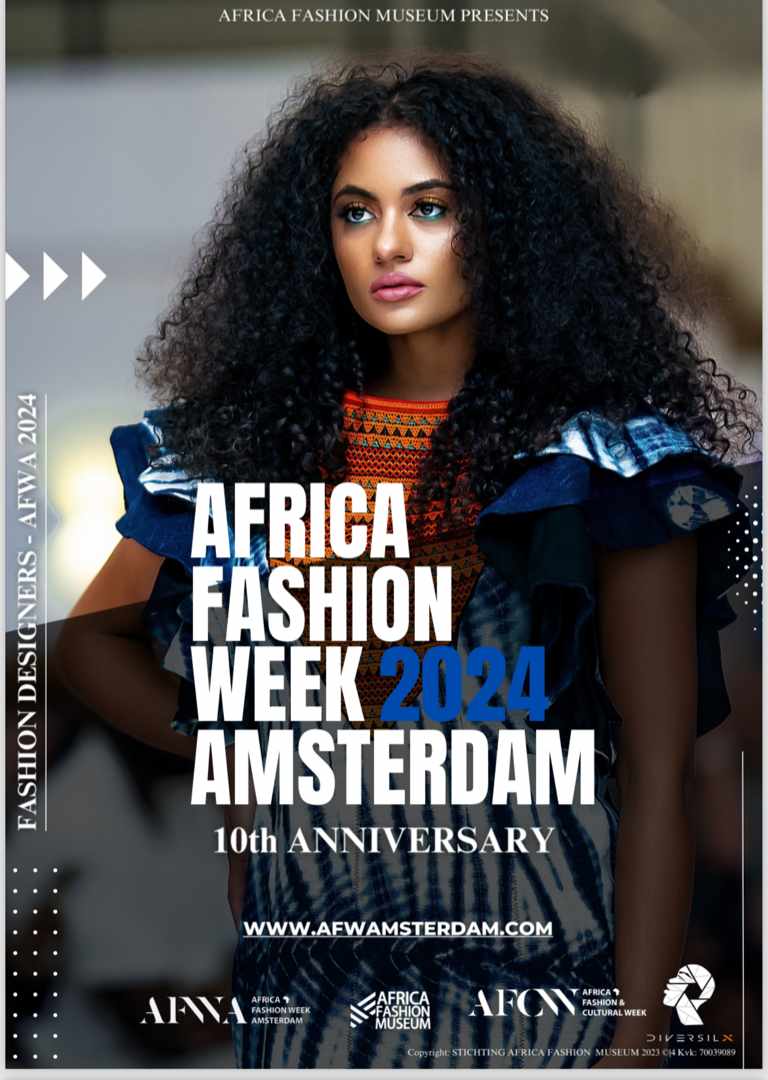 AFRICA FASHION MUSEUM PRESENTS
FASHION DESIGNERS - AFWA 2024
AFRICA
FASHION
WEEK 2024
AMSTERDAM
10th ANNIVERSARY
WWW.AFWAMSTERDAM.COM
AFWA
AFRICA
FASHION WEEK
AMSTERDAM
AFRICA
FASHION
MUSEUM
AFCW
AFRICA
FASHION &
CULTURAL WEEK
DIVERSILX
Copyright: STICHTING AFRICA FASHION MUSEUM 2023 ©|4 Kvk: 70039089